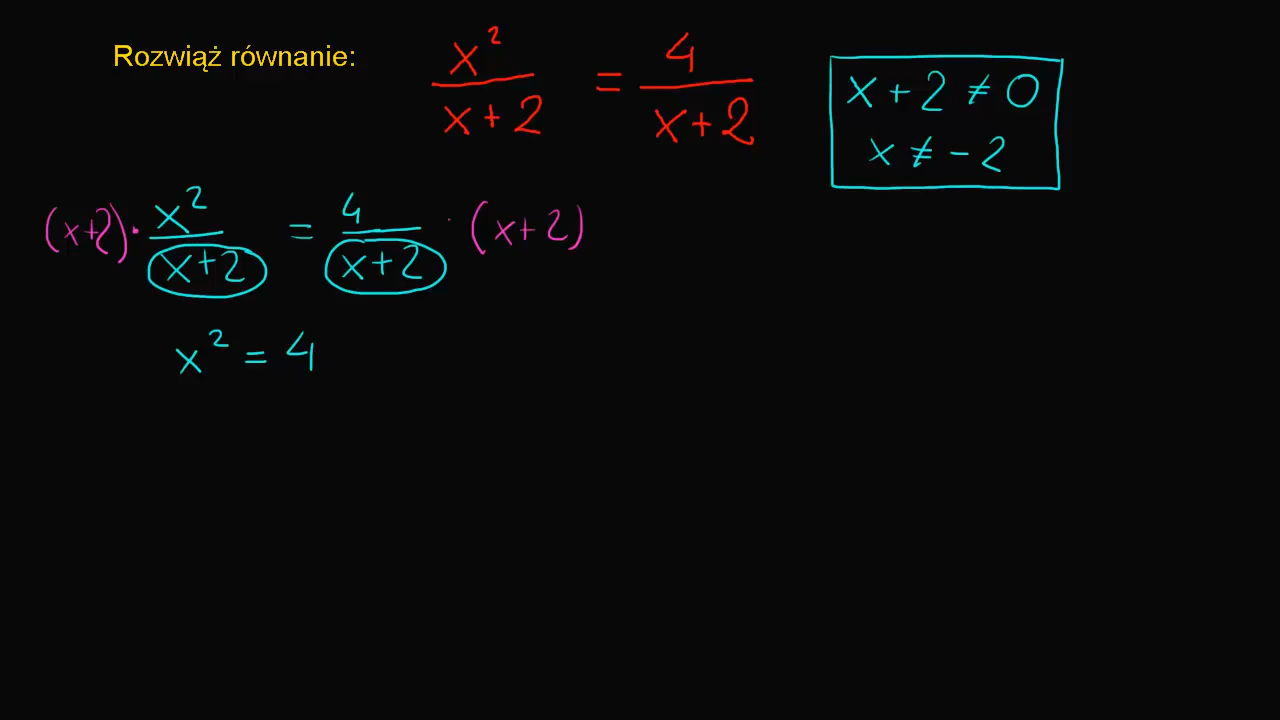 Rozwiąż równanie:
x²/(x+2) = 4/(x+2)
x+2 ≠ 0
x ≠ -2
(x+2)· x²/(x+2) = 4/(x+2) · (x+2)
x² = 4